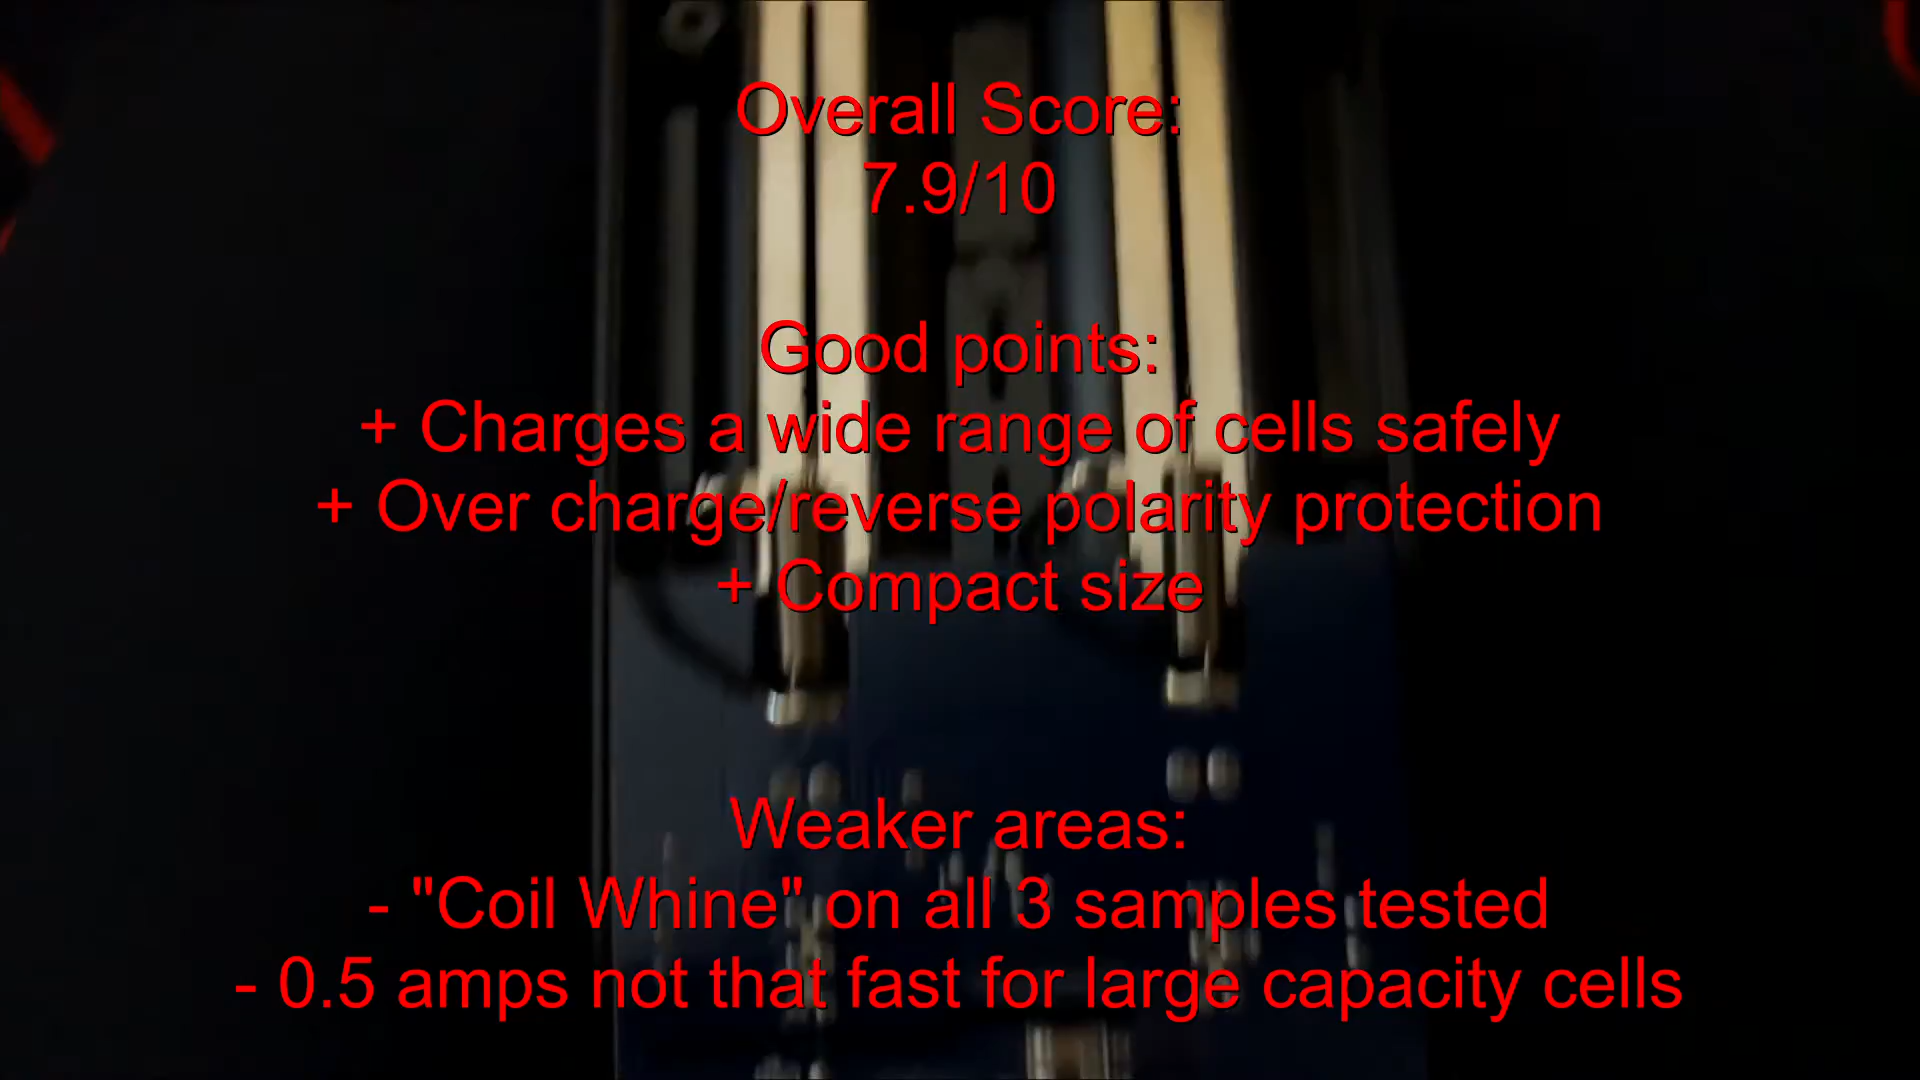 Overall Score:
7.9/10
Good points:
+ Charges a wide range of cells safely
+ Over charge/reverse polarity protection
+ Compact size
Weaker areas:
- "Coil Whine" on all 3 samples tested
- 0.5 amps not that fast for large capacity cells